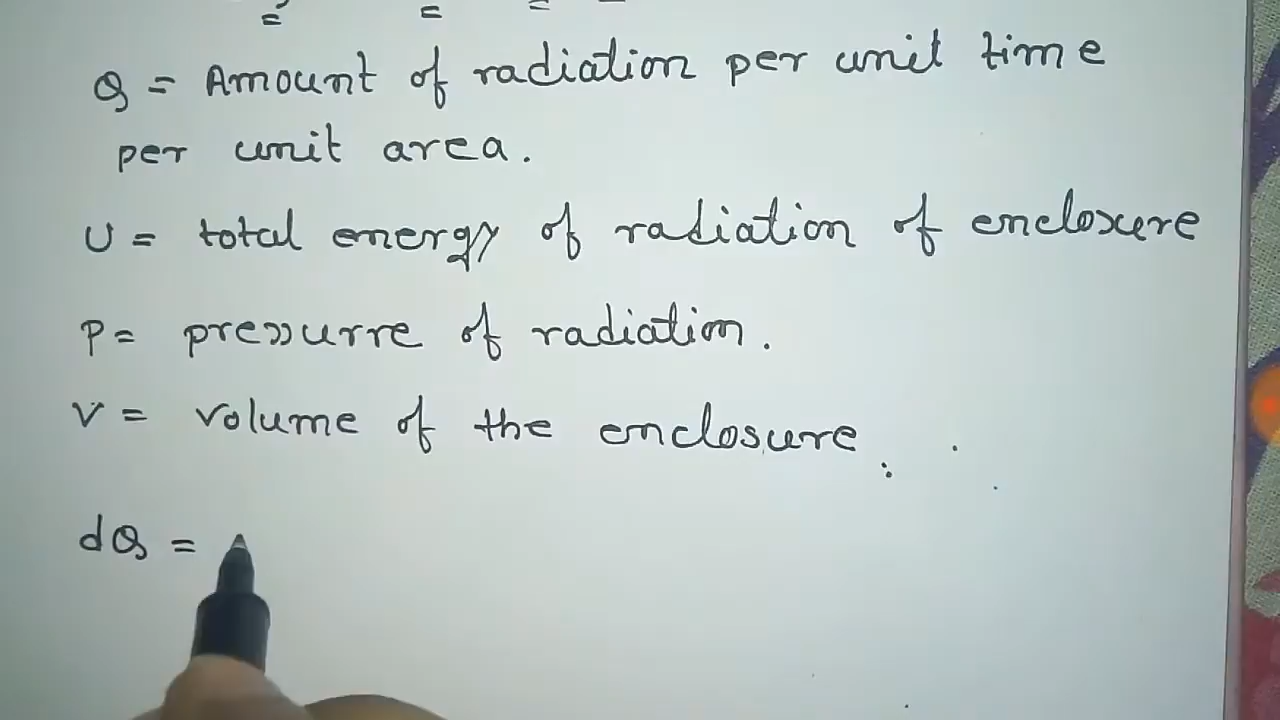 Q = Amount of radiation per unit time
per unit area.
U = total energy of radiation of enclosure
P = pressurre of radiation.
V = volume of the enclosure.
dQ =